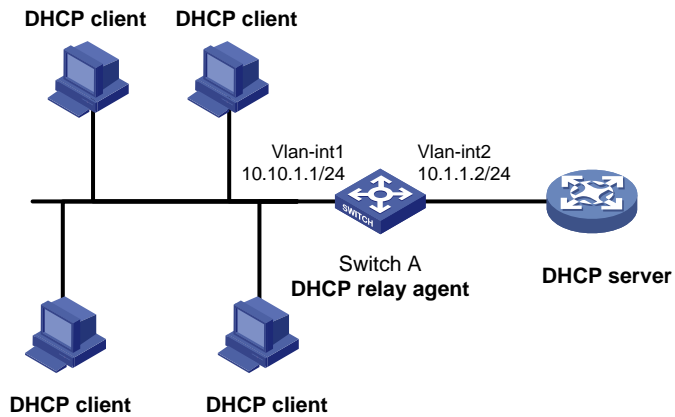 DHCP client
DHCP client
Vlan-int1
10.10.1.1/24
Vlan-int2
10.1.1.2/24
SWITCH
Switch A
DHCP relay agent
DHCP server
DHCP client
DHCP client